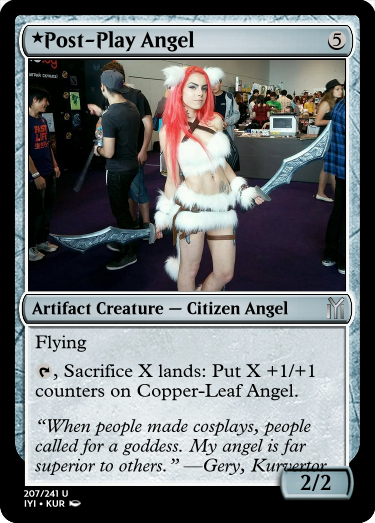 ★Post-Play Angel 5
Artifact Creature — Citizen Angel
Flying
, Sacrifice X lands: Put X +1/+1
counters on Copper-Leaf Angel.
“When people made cosplays, people
called for a goddess. My angel is far
superior to others.” —Gery, Kurvertor
2/2
207/241 U
IYI • KUR